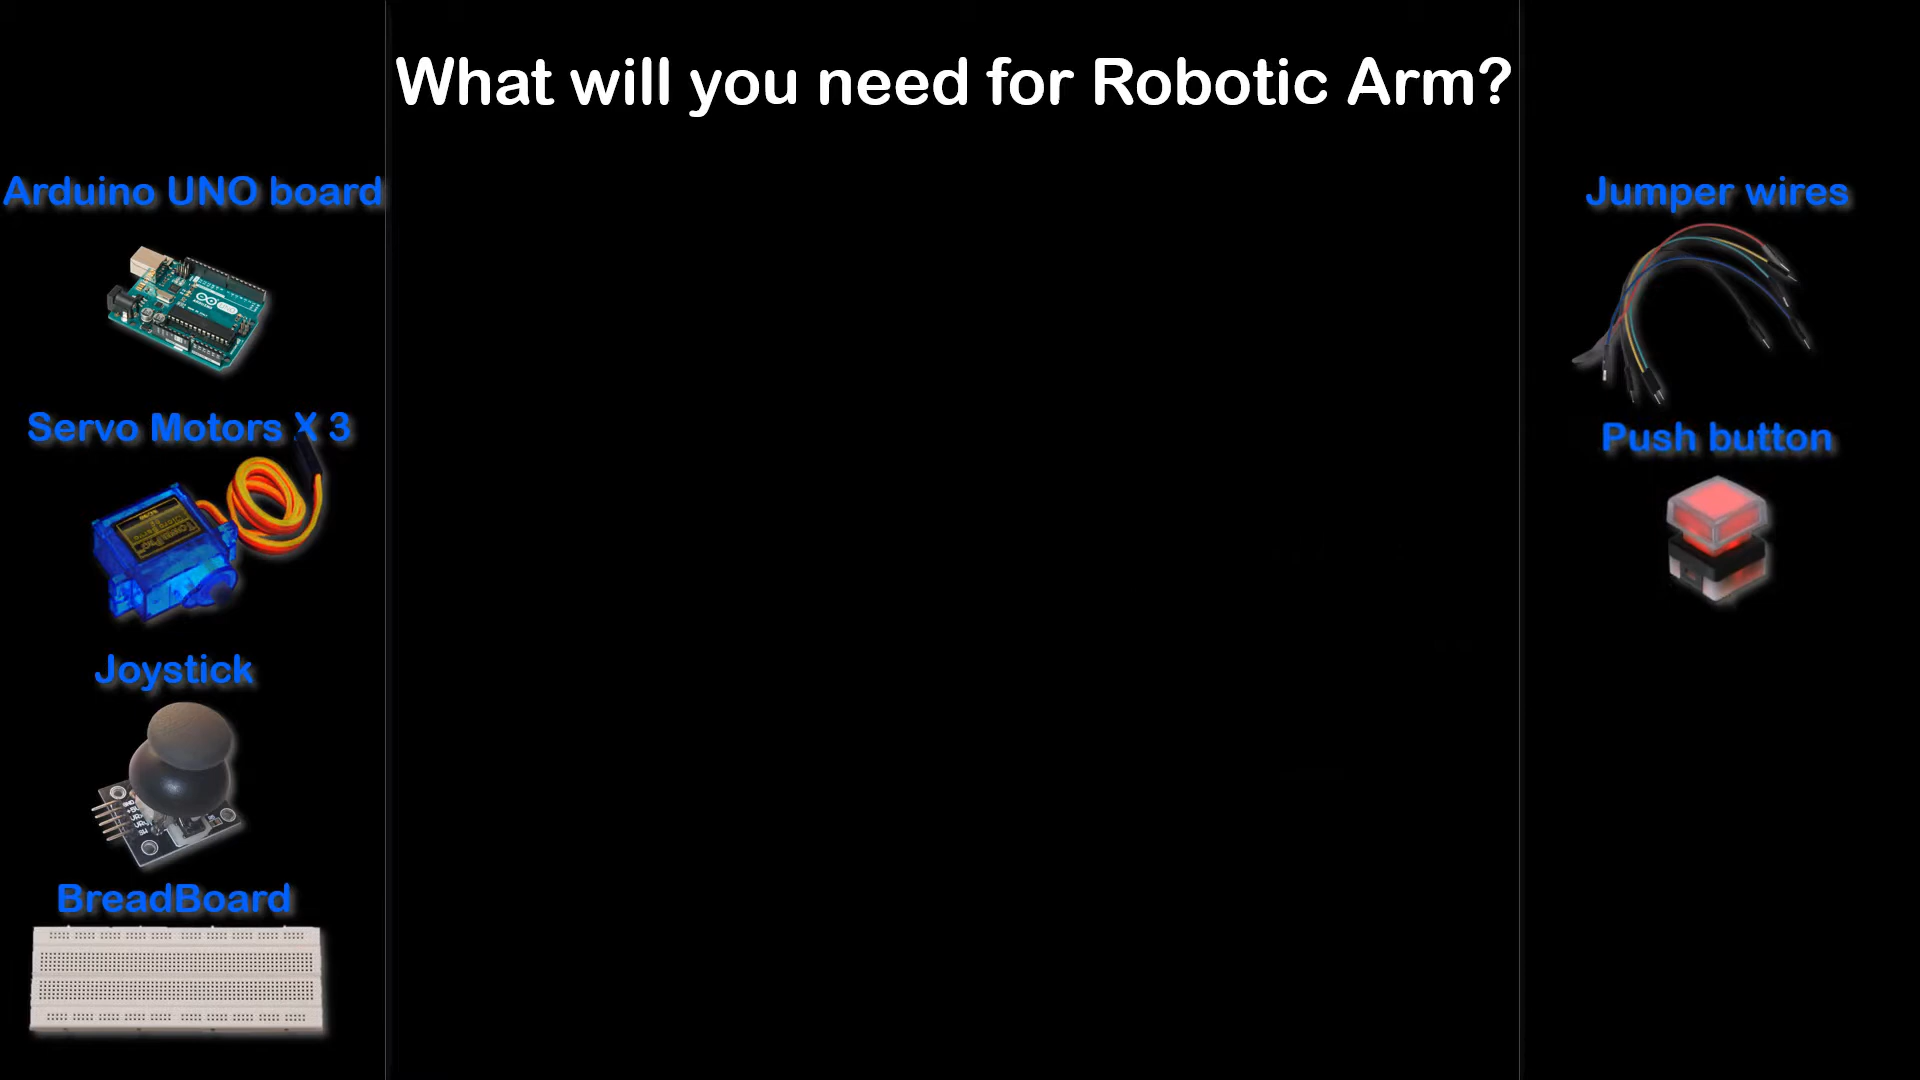 What will you need for Robotic Arm?
Arduino UNO board
Servo Motors X 3
Joystick
BreadBoard
Jumper wires
Push button